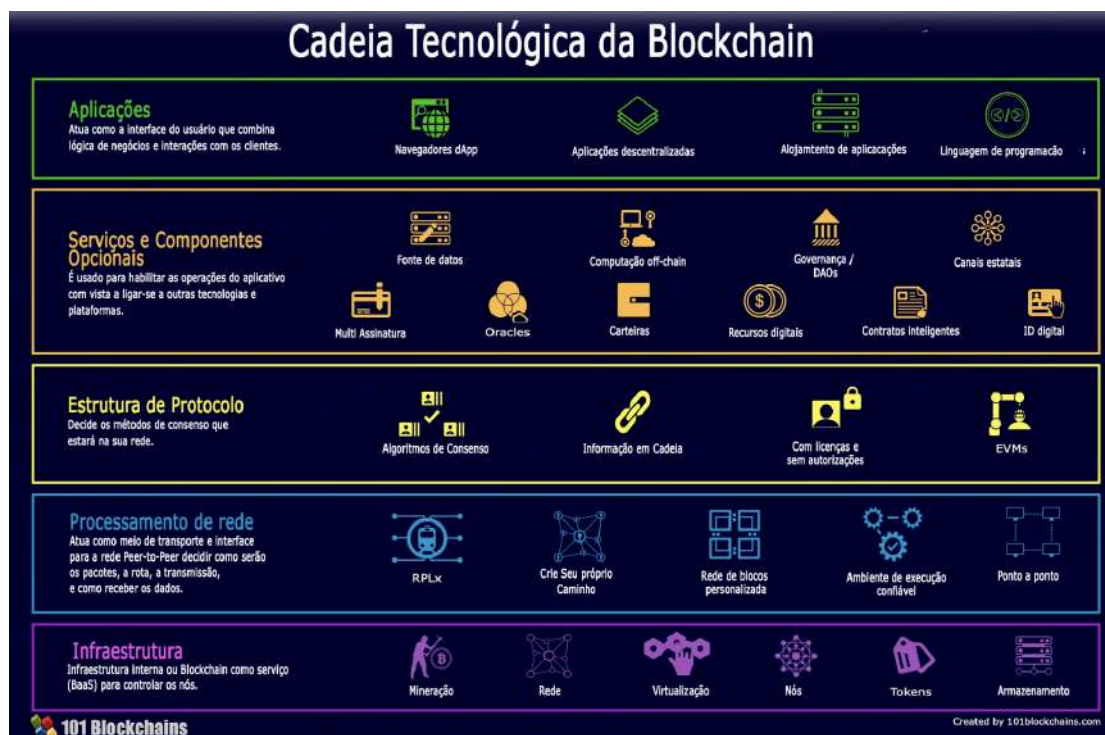 Cadeia Tecnológica da Blockchain
Aplicações
Atua como a interface do usuário que combina
lógica de negócios e interações com os clientes.
Navegadores dApp
Aplicações descentralizadas
Alojamtento de aplicacações
Linguagem de programacão
Serviços e Componentes
Opcionais
É usado para habilitar as operações do aplicativo
com vista a ligar-se a outras tecnologias e
plataformas.
Fonte de datos
Computação off-chain
Governança /
DAOs
Canais estatais
Multi Assinatura
Oracles
Carteiras
Recursos digitais
Contratos inteligentes
ID digital
Estrutura de Protocolo
Decide os métodos de consenso que
estará na sua rede.
Algoritmos de Consenso
Informação em Cadeia
Com licenças e
sem autorizações
EVMs
Processamento de rede
Atua como meio de transporte e interface
para a rede Peer-to-Peer decidir como serão
os pacotes, a rota, a transmissão,
e como receber os dados.
RPLx
Crie Seu próprio
Caminho
Rede de blocos
personalizada
Ambiente de execução
confiável
Ponto a ponto
Infraestrutura
Infraestrutura interna ou Blockchain como serviço
(BaaS) para controlar os nós.
Mineração
Rede
Virtualização
Nós
Tokens
Armazenamento
101 Blockchains
Created by 101blockchains.com